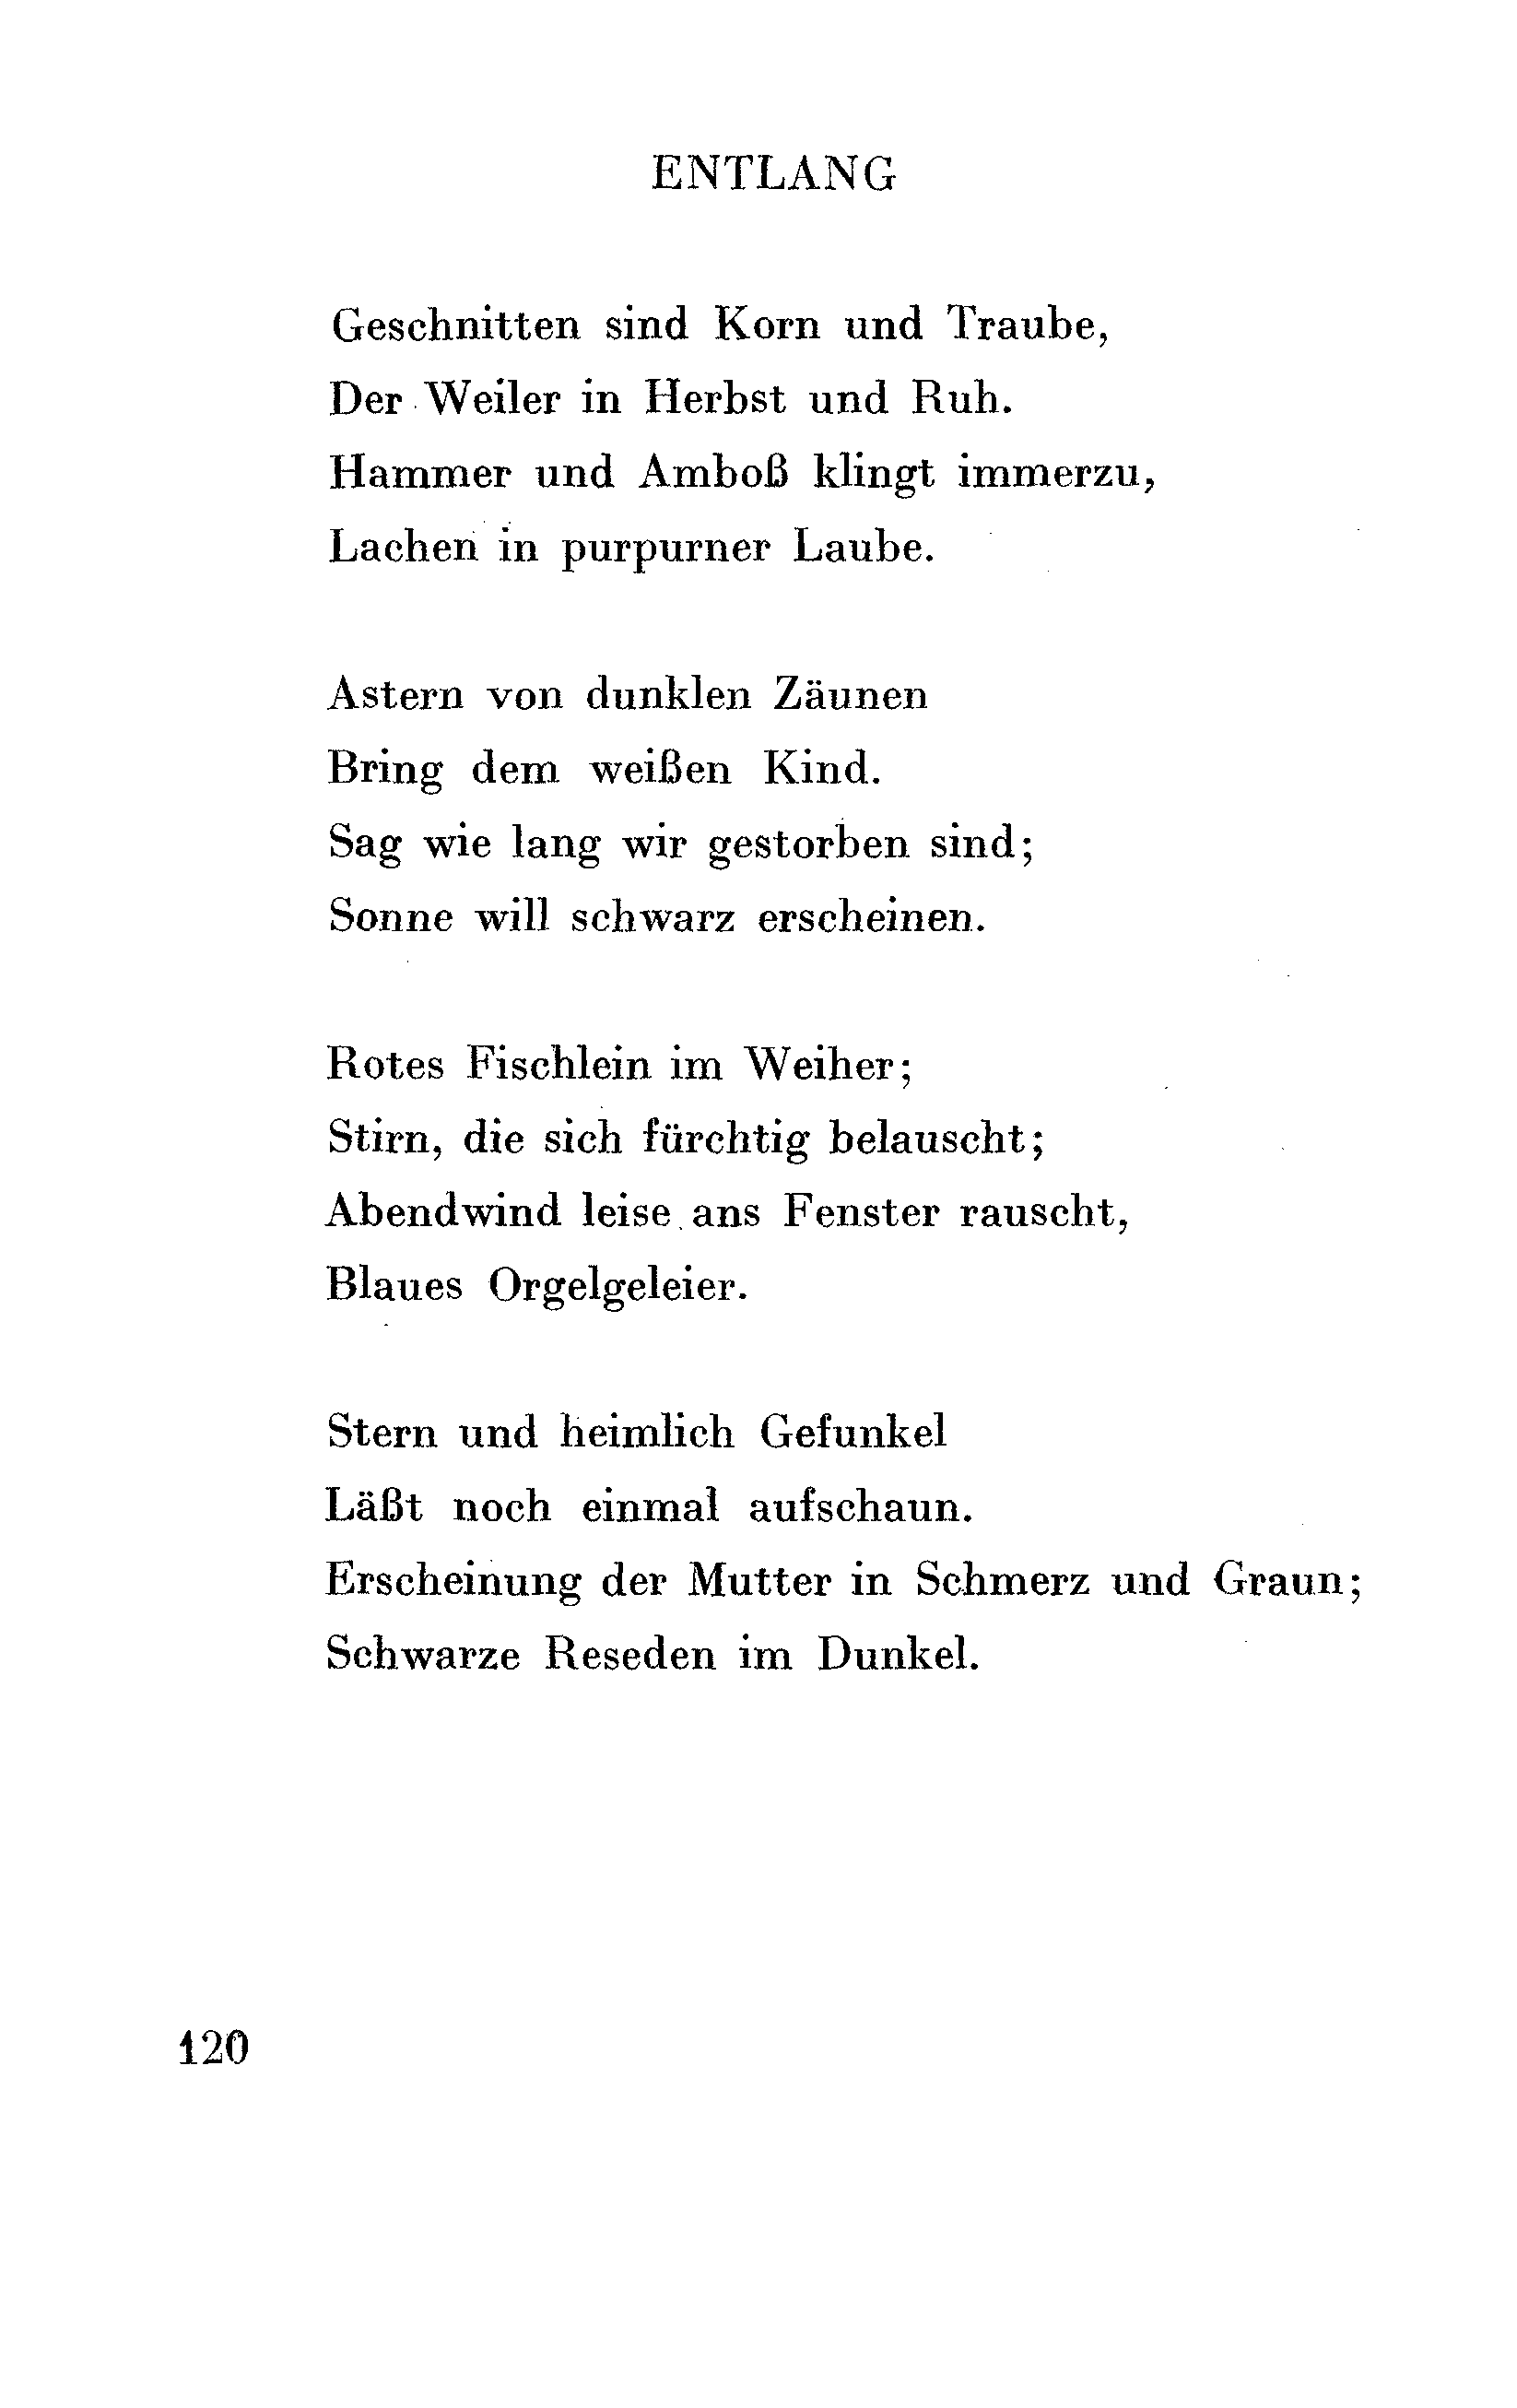 ENTLANG
Geschnitten sind Korn und Traube,
Der Weiler in Herbst und Ruh.
Hammer und Amboß klingt immerzu,
Lachen in purpurner Laube.
Astern von dunklen Zäunen
Bring dem weißen Kind.
Sag wie lang wir gestorben sind;
Sonne will schwarz erscheinen.
Rotes Fischlein im Weiher;
Stirn, die sich fürchtig belauscht;
Abendwind leise ans Fenster rauscht,
Blaues Orgelgeleier.
Stern und heimlich Gefunkel
Läßt noch einmal aufschaun.
Erscheinung der Mutter in Schmerz und Graun;
Schwarze Reseden im Dunkel.
120